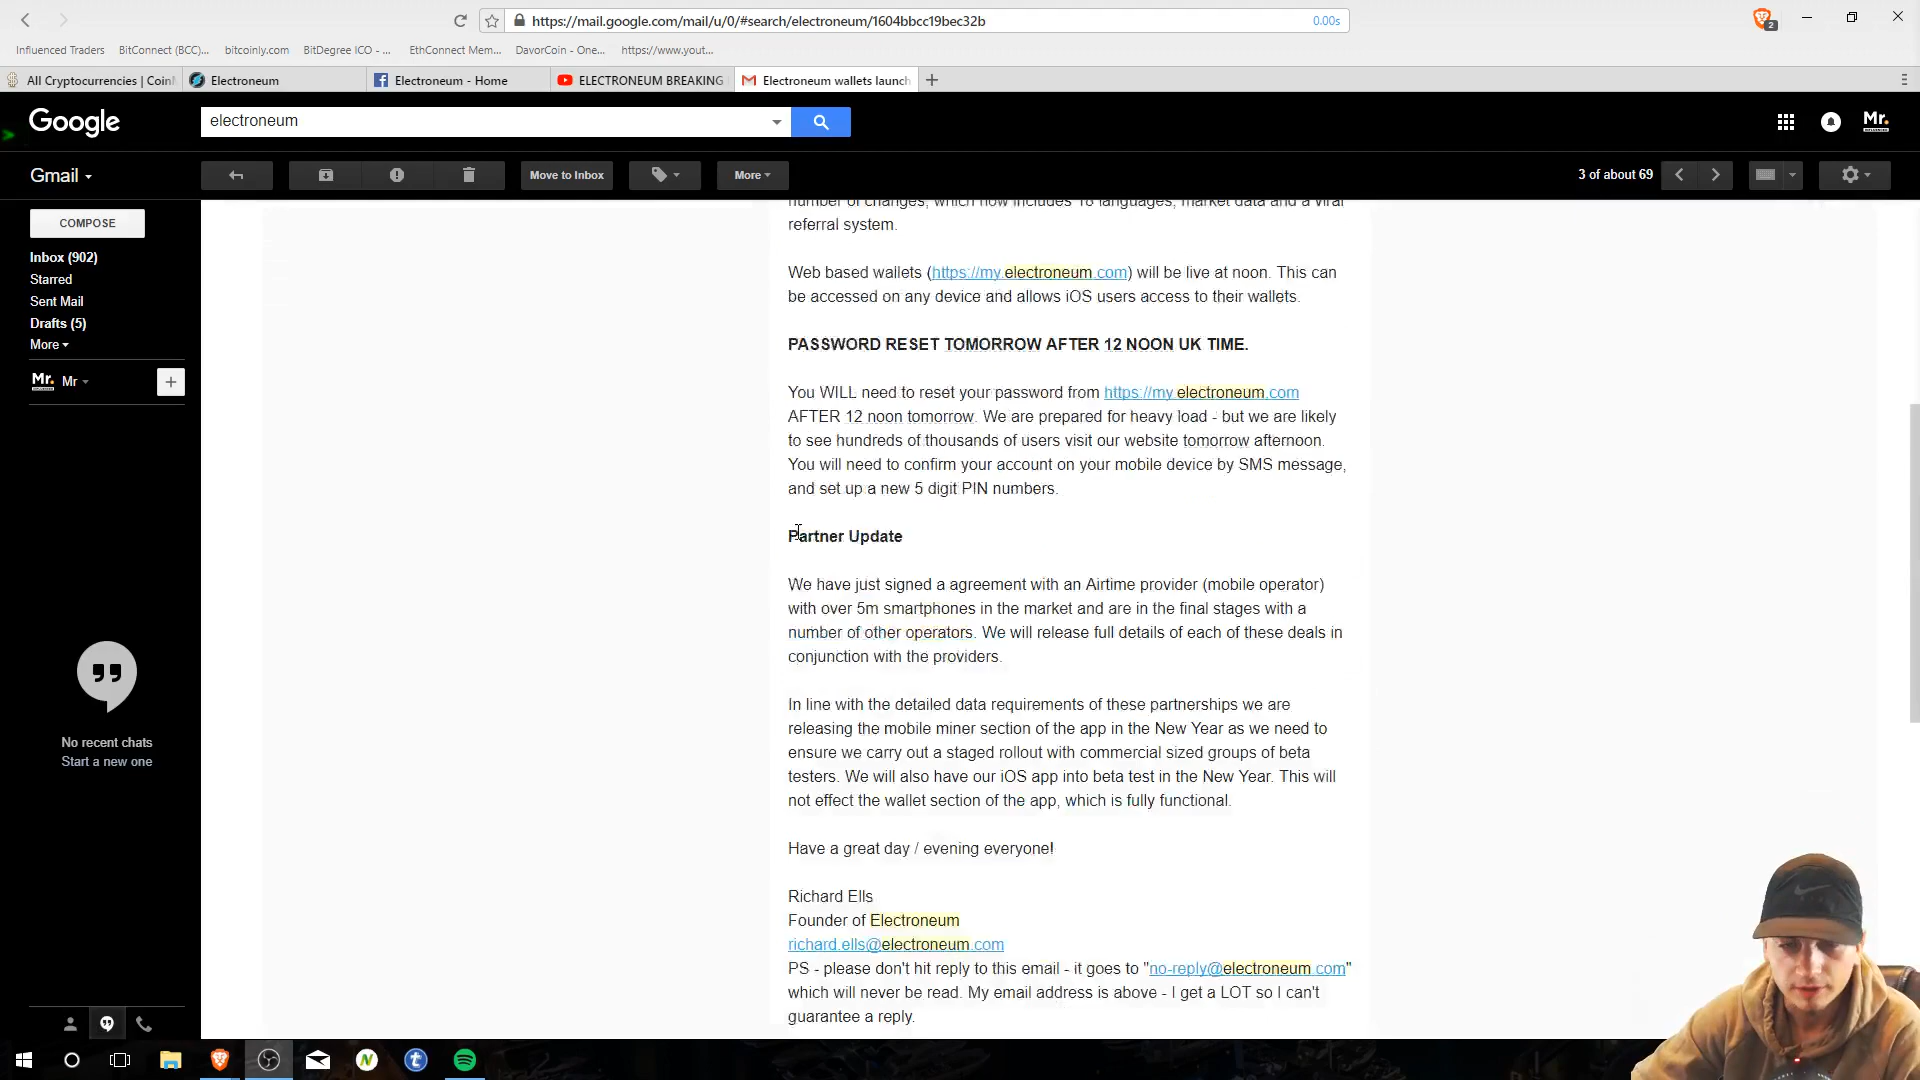 https://mail.google.com/mail/u/0/#search/electroneum/1604bbcc19bec32b
0.00s
2
Influenced Traders
BitConnect (BCC)...
bitcoinly.com
BitDegree ICO - ...
EthConnect Mem...
DavorCoin - One...
https://www.yout...
All Cryptocurrencies | Coin
Electroneum
Electroneum - Home
ELECTRONEUM BREAKING
Electroneum wallets launch
Google
electroneum
Mr.
Gmail
Move to Inbox
More
3 of about 69
COMPOSE
Inbox (902)
Starred
Sent Mail
Drafts (5)
More
Mr.
Mr
No recent chats
Start a new one
number of changes, which now includes 18 languages, market data and a viral
referral system.
Web based wallets (https://my.electroneum.com) will be live at noon. This can
be accessed on any device and allows iOS users access to their wallets.
PASSWORD RESET TOMORROW AFTER 12 NOON UK TIME.
You WILL need to reset your password from https://my.electroneum.com
AFTER 12 noon tomorrow. We are prepared for heavy load - but we are likely
to see hundreds of thousands of users visit our website tomorrow afternoon.
You will need to confirm your account on your mobile device by SMS message,
and set up a new 5 digit PIN numbers.
Partner Update
We have just signed a agreement with an Airtime provider (mobile operator)
with over 5m smartphones in the market and are in the final stages with a
number of other operators. We will release full details of each of these deals in
conjunction with the providers.
In line with the detailed data requirements of these partnerships we are
releasing the mobile miner section of the app in the New Year as we need to
ensure we carry out a staged rollout with commercial sized groups of beta
testers. We will also have our iOS app into beta test in the New Year. This will
not effect the wallet section of the app, which is fully functional.
Have a great day / evening everyone!
Richard Ells
Founder of Electroneum
richard.ells@electroneum.com
PS - please don't hit reply to this email - it goes to "no-reply@electroneum.com"
which will never be read. My email address is above - I get a LOT so I can't
guarantee a reply.